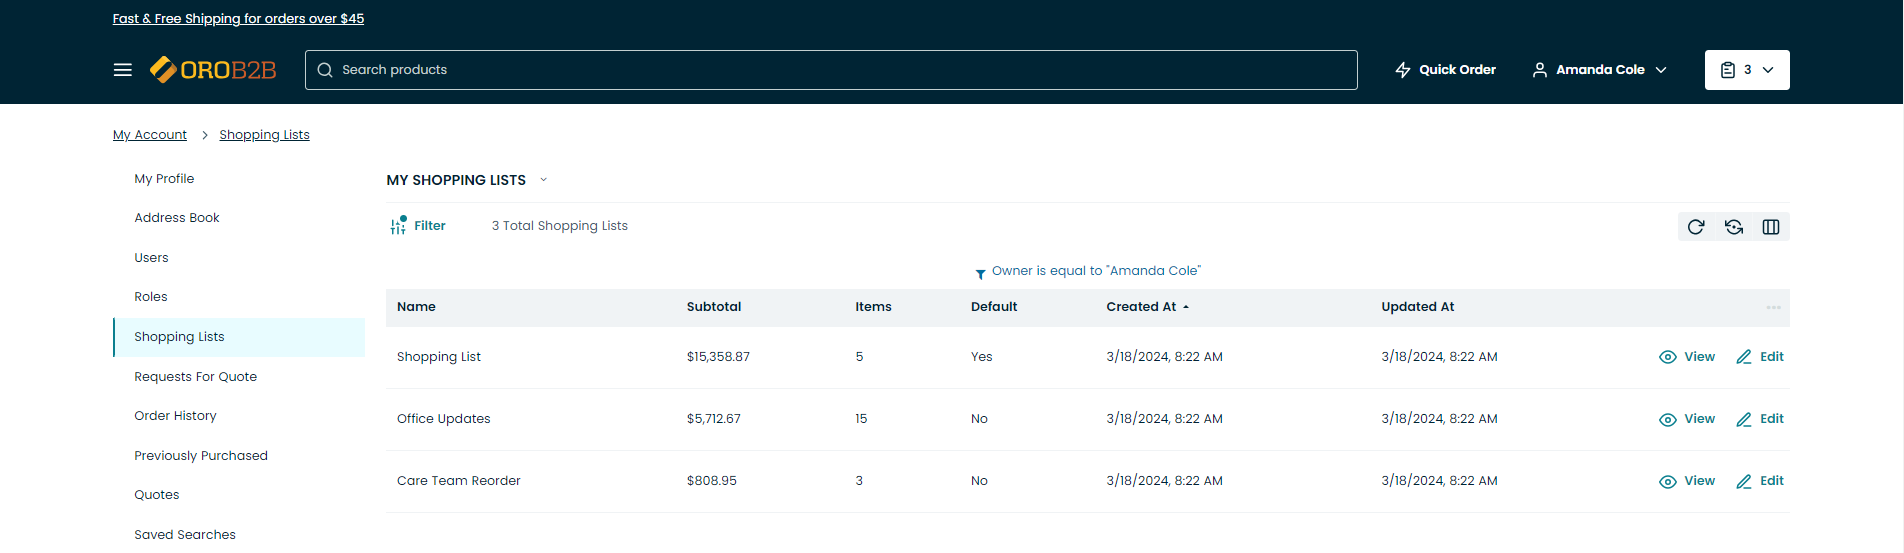 Fast & Free Shipping for orders over $45
OROB2B Search products Quick Order Amanda Cole 3
My Account > Shopping Lists
My Profile
Address Book
Users
Roles
Shopping Lists
Requests For Quote
Order History
Previously Purchased
Quotes
Saved Searches
MY SHOPPING LISTS
Filter 3 Total Shopping Lists
Owner is equal to "Amanda Cole"
Name Subtotal Items Default Created At Updated At
Shopping List $15,358.87 5 Yes 3/18/2024, 8:22 AM 3/18/2024, 8:22 AM View Edit
Office Updates $5,712.67 15 No 3/18/2024, 8:22 AM 3/18/2024, 8:22 AM View Edit
Care Team Reorder $808.95 3 No 3/18/2024, 8:22 AM 3/18/2024, 8:22 AM View Edit